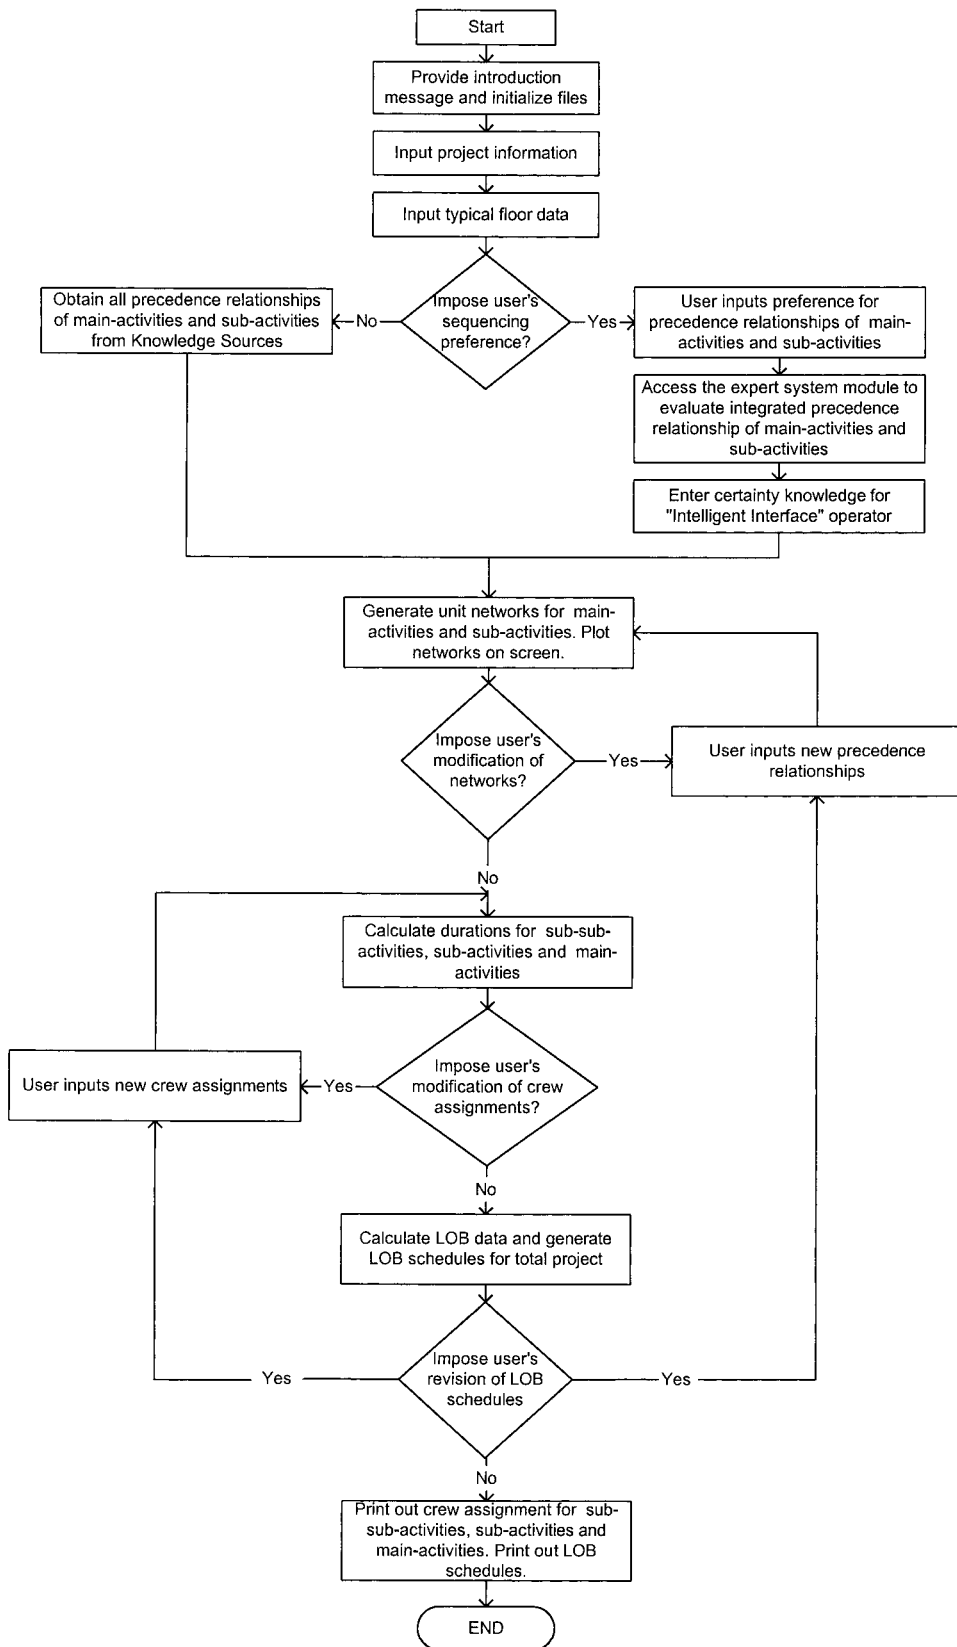 Start
Provide introduction
message and initialize files
Input project information
Input typical floor data
Impose user's
sequencing
preference?
No
Yes
Obtain all precedence relationships
of main-activities and sub-activities
from Knowledge Sources
User inputs preference for
precedence relationships of main-
activities and sub-activities
Access the expert system module to
evaluate integrated precedence
relationship of main-activities and
sub-activities
Enter certainty knowledge for
"Intelligent Interface" operator
Generate unit networks for main-
activities and sub-activities. Plot
networks on screen.
Impose user's
modification of
networks?
Yes
User inputs new precedence
relationships
No
Calculate durations for sub-sub-
activities, sub-activities and main-
activities
Impose user's
modification of crew
assignments?
Yes
User inputs new crew assignments
No
Calculate LOB data and generate
LOB schedules for total project
Impose user's
revision of LOB
schedules
Yes
Yes
No
Print out crew assignment for sub-
sub-activities, sub-activities and
main-activities. Print out LOB
schedules.
END